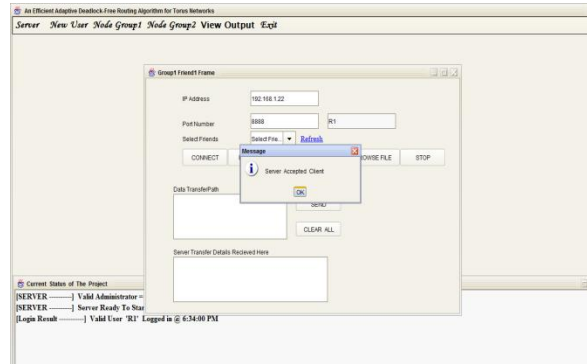 An Efficient Adaptive Deadlock-Free Routing Algorithm for Torus Networks
Server New User Node Group1 Node Group2 View Output Exit
Group1 Friend1 Frame
IP Address 192.168.1.22
Port Number 8888 R1
Select Friends Select Frie... Refresh
Message
CONNECT OWSE FILE STOP
Server Accepted Client
OK
Data TransferPath
SEND
CLEAR ALL
Server Transfer Details Recieved Here
Current Status of The Project
[SERVER ----------] Valid Administrator =
[SERVER ----------] Server Ready To Star
[Login Result ----------] Valid User 'R1' Logged in @ 6:34:00 PM